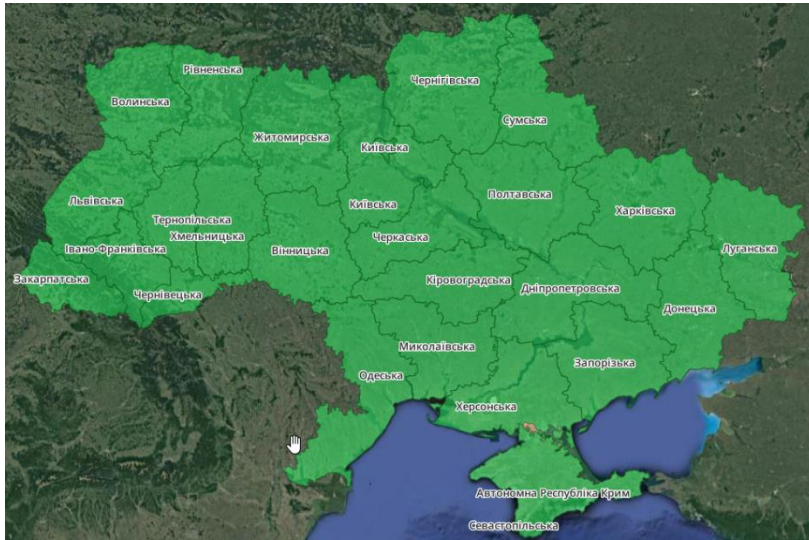 Рівненська
Чернігівська
Волинська
Сумська
Житомирська
Київська
Полтавська
Львівська
Київська
Харківська
Тернопільська
Хмельницька
Черкаська
Івано-Франківська
Вінницька
Луганська
Закарпатська
Кіровоградська
Дніпропетровська
Чернівецька
Донецька
Миколаївська
Запорізька
Одеська
Херсонська
Автономна Республіка Крим
Севастопільська